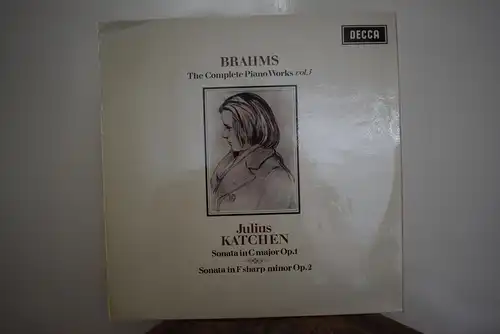 DECCA
BRAHMS
The Complete Piano Works vol.5
Julius
KATCHEN
Sonata in C major Op.1
Sonata in F sharp minor Op.2